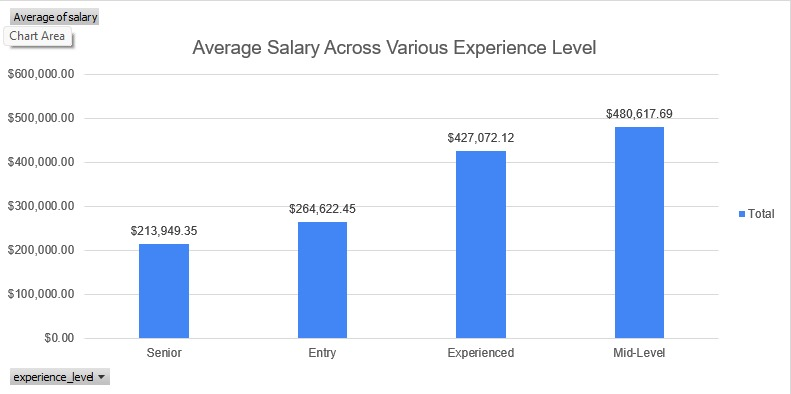 Average of salary
Chart Area
Average Salary Across Various Experience Level
$600,000.00
$500,000.00
$400,000.00
$300,000.00
$200,000.00
$100,000.00
$0.00
$213,949.35
$264,622.45
$427,072.12
$480,617.69
Senior
Entry
Experienced
Mid-Level
Total
experience_level